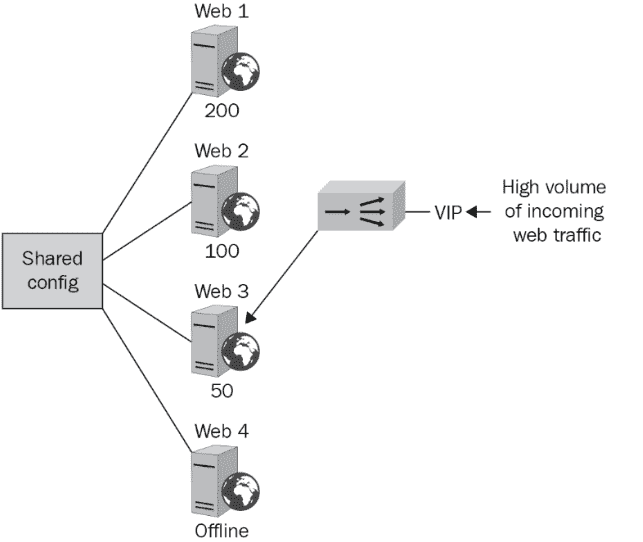 Web 1
200
Web 2
100
Shared
config
VIP
High volume
of incoming
web traffic
Web 3
50
Web 4
Offline